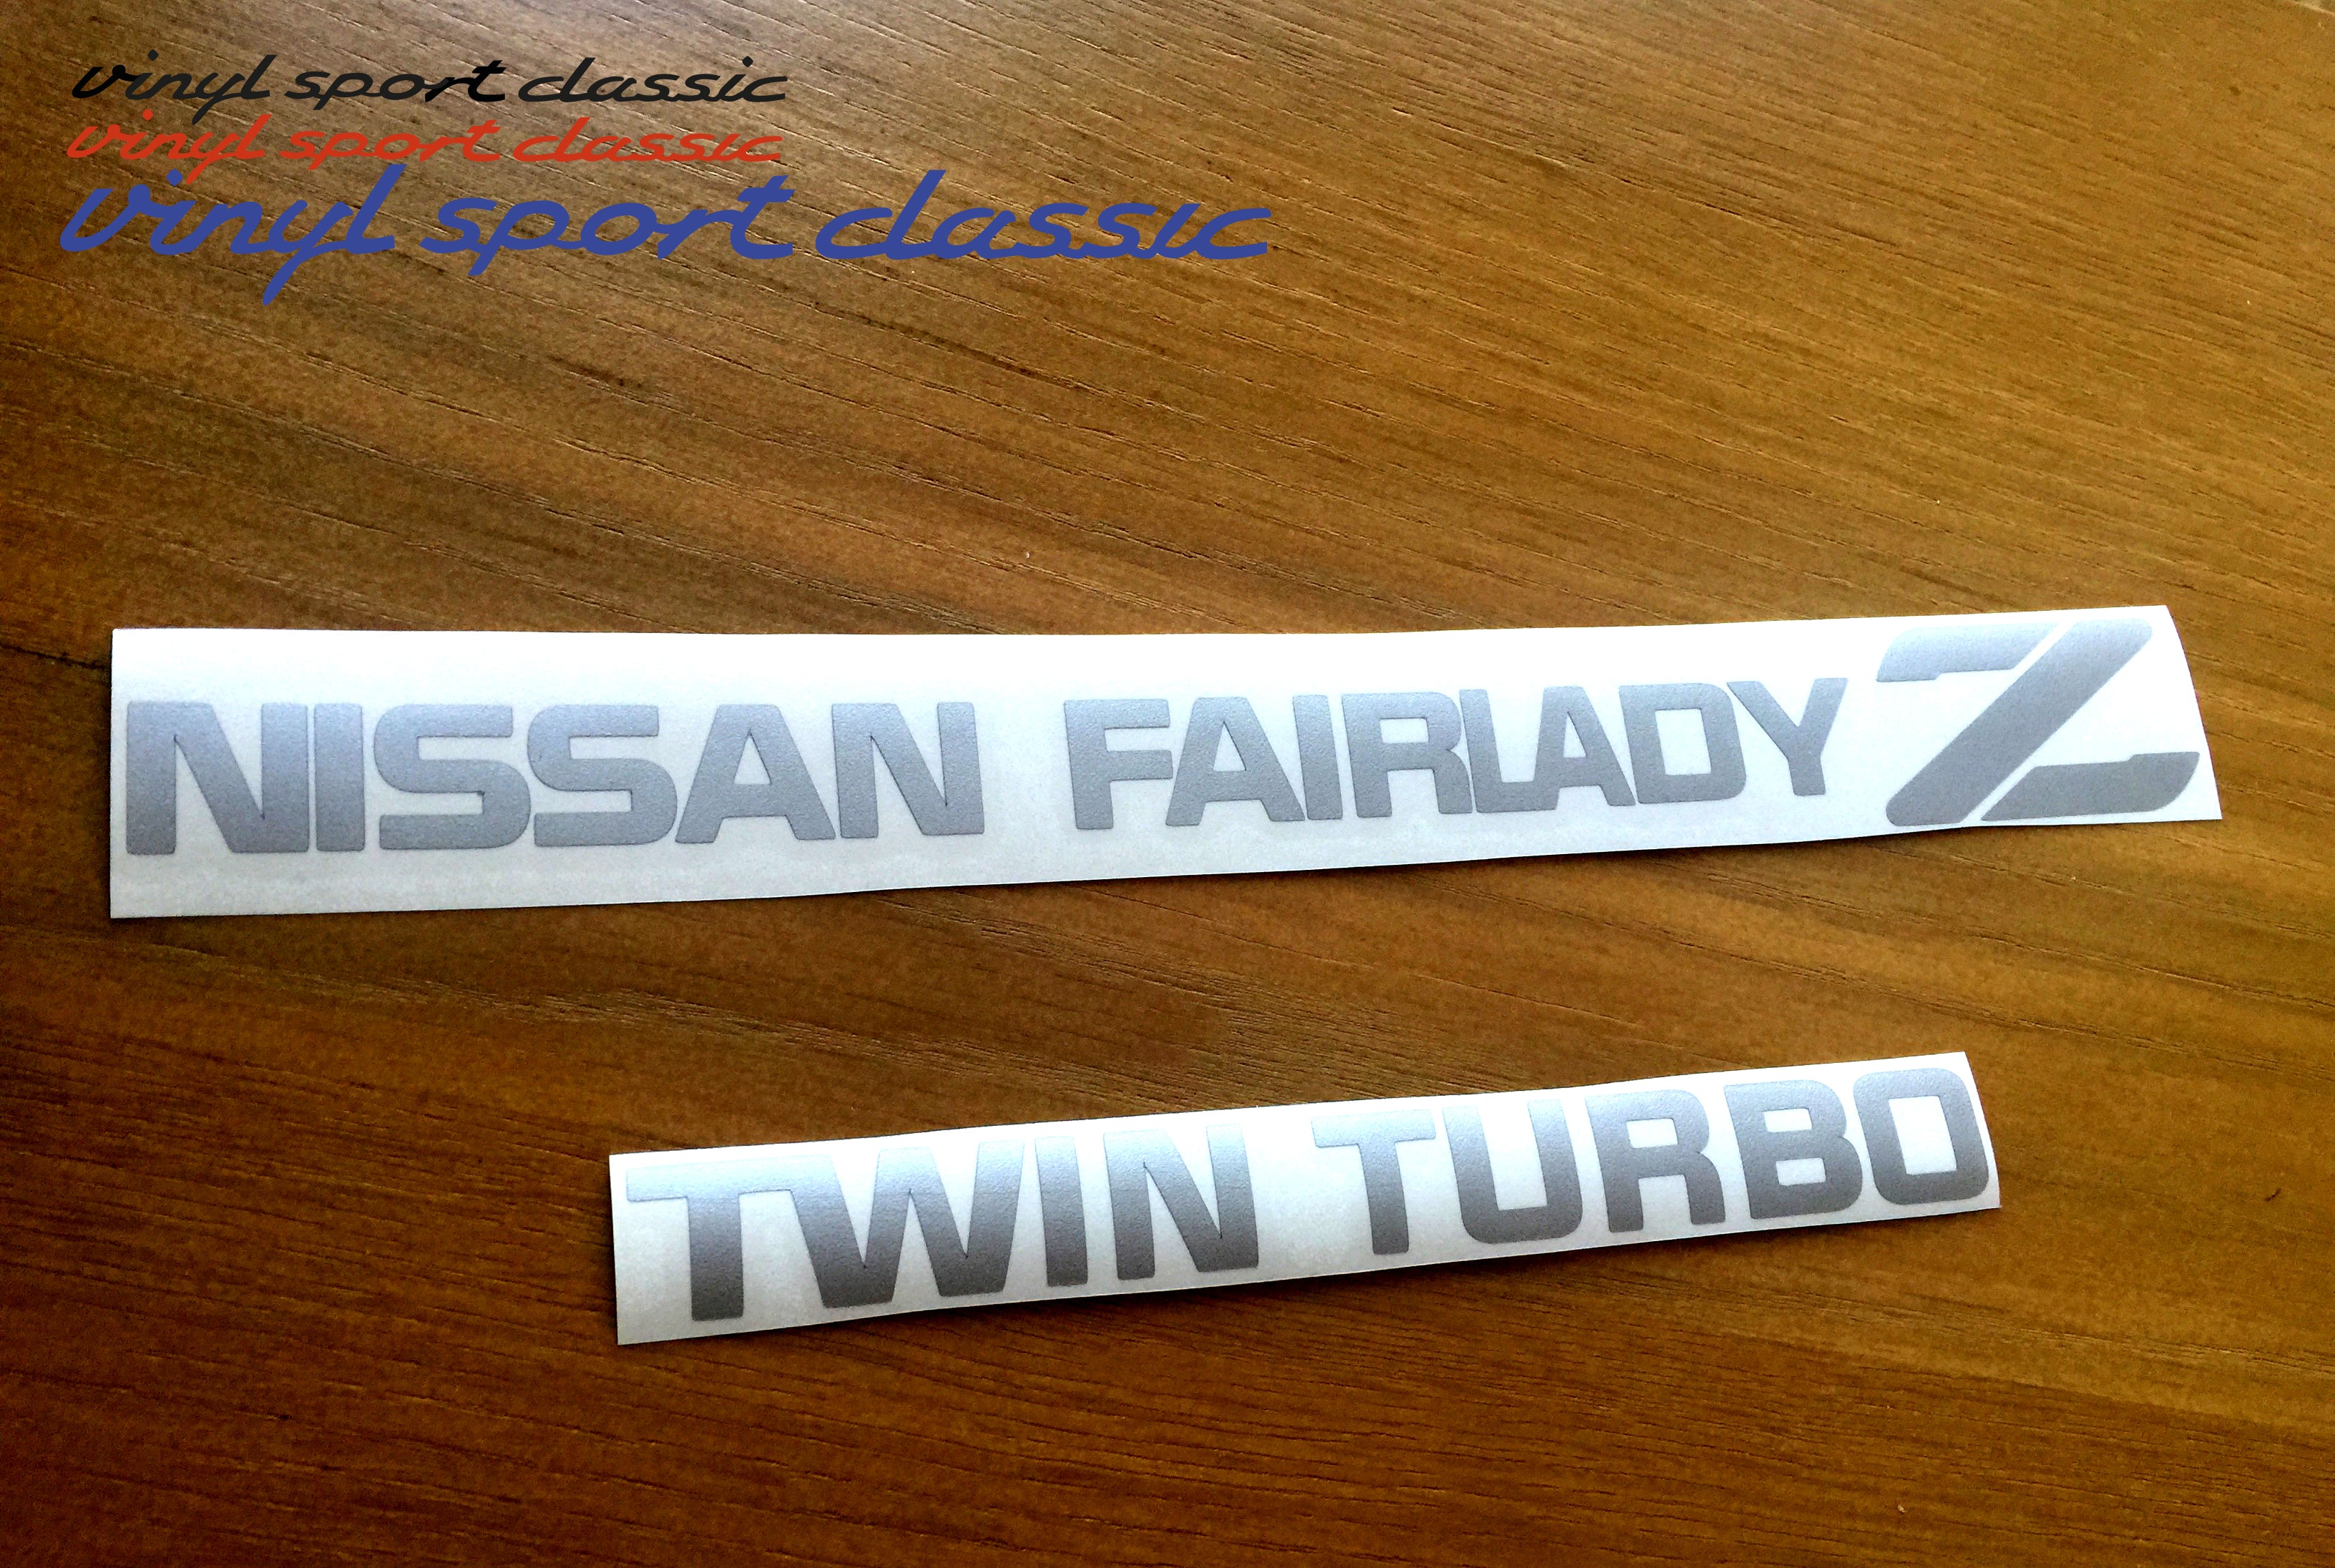 vinyl sport classic
vinyl sport classic
vinyl sport classic
NISSAN FAIRLADY Z
TWIN TURBO